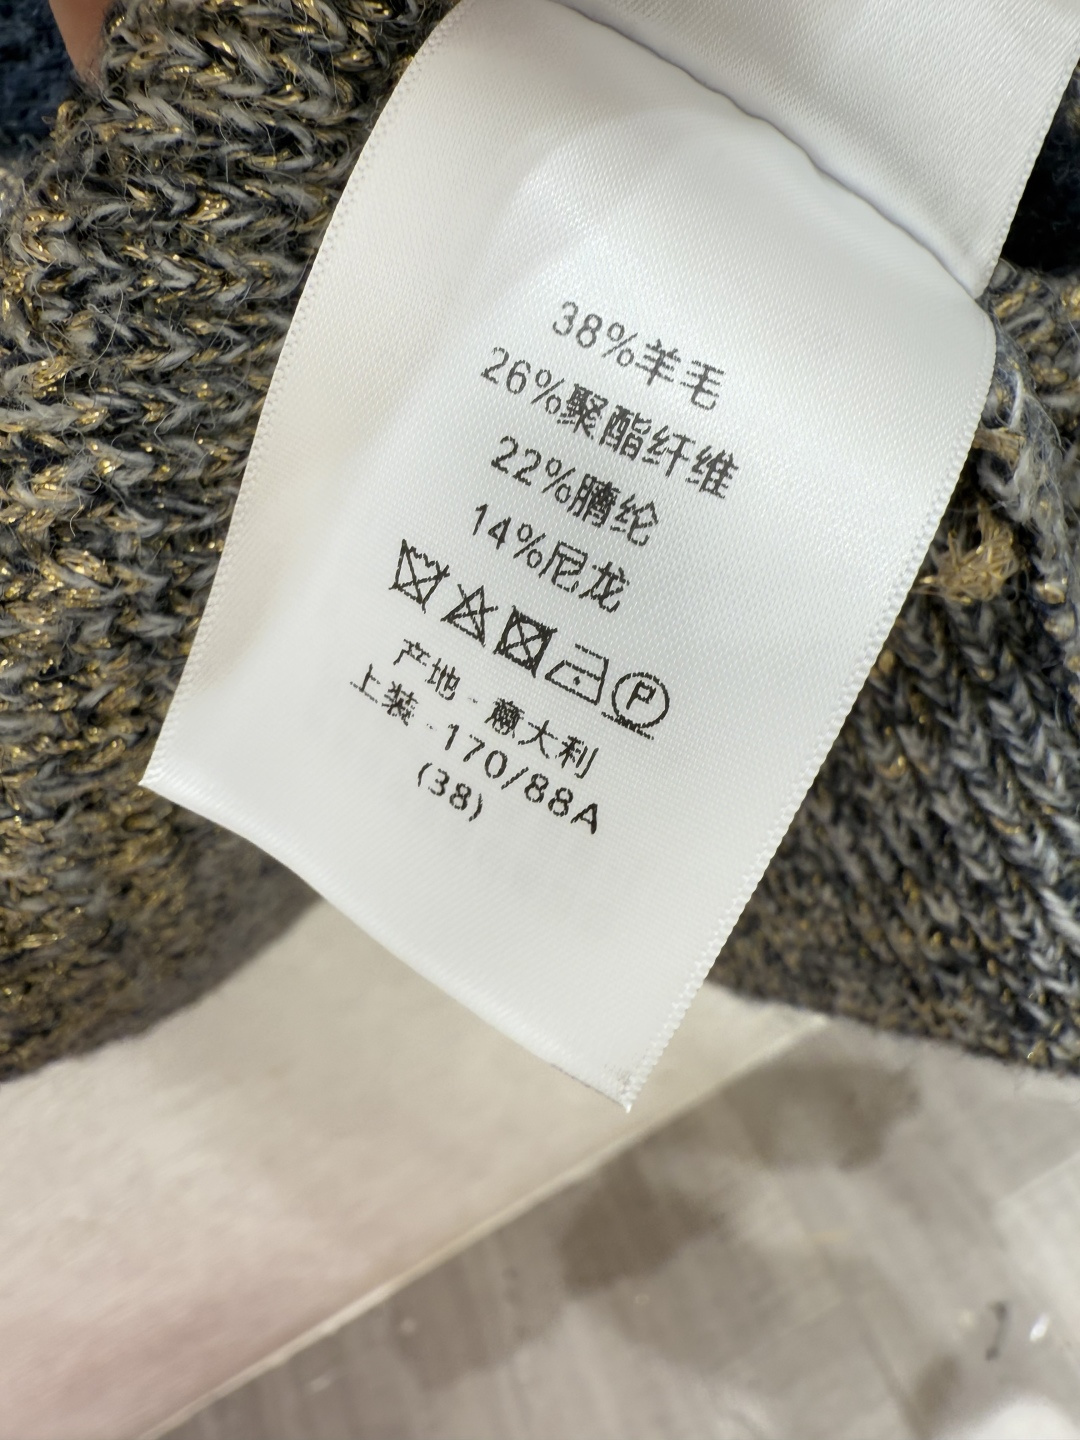 38%羊毛
26%聚酯纤维
22%腈纶
14%尼龙
P
产地 - 意大利
上装 - 170/88A
(38)